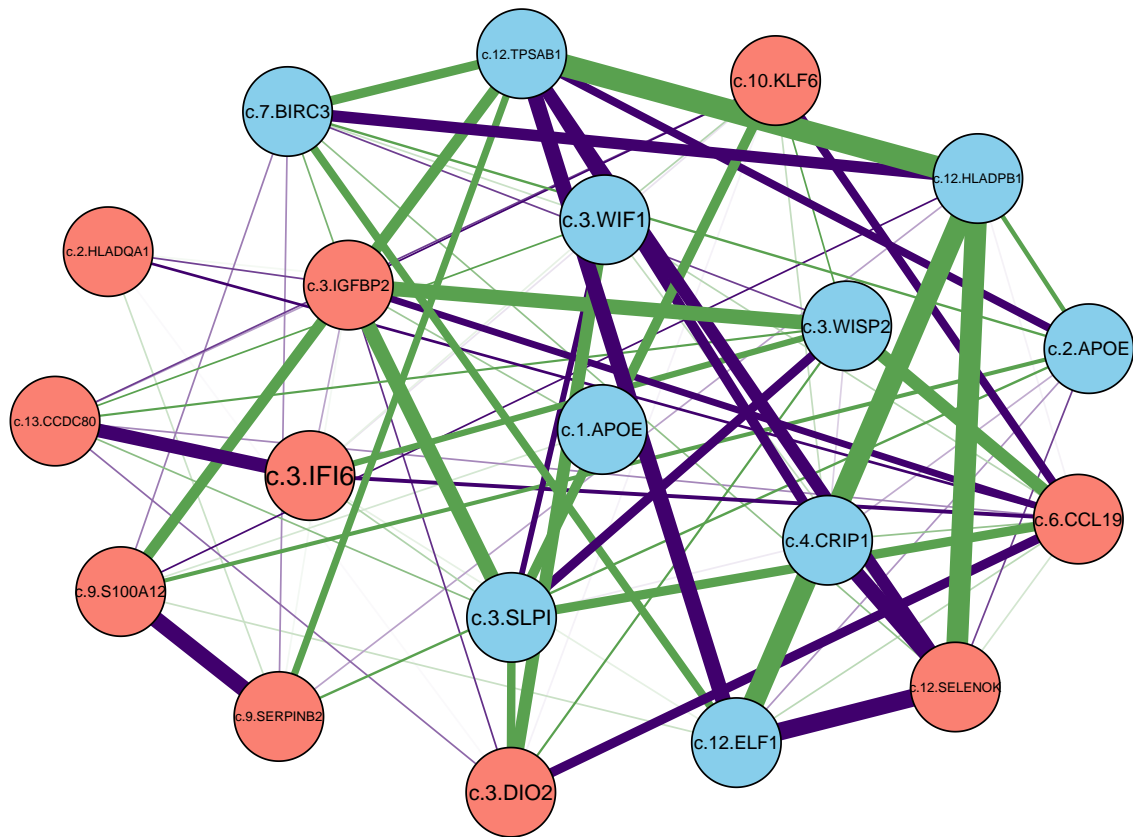 c.12.TPSAB1
c.10.KLF6
c.7.BIRC3
c.12.HLADPB1
c.3.WIF1
c.2.HLADQA1
c.3.IGFBP2
c.3.WISP2
c.2.APOE
c.13.CCDC80
c.1.APOE
c.3.IFI6
c.6.CCL19
c.4.CRIP1
c.9.S100A12
c.3.SLPI
c.12.SELENOK
c.9.SERPINB2
c.12.ELF1
c.3.DIO2